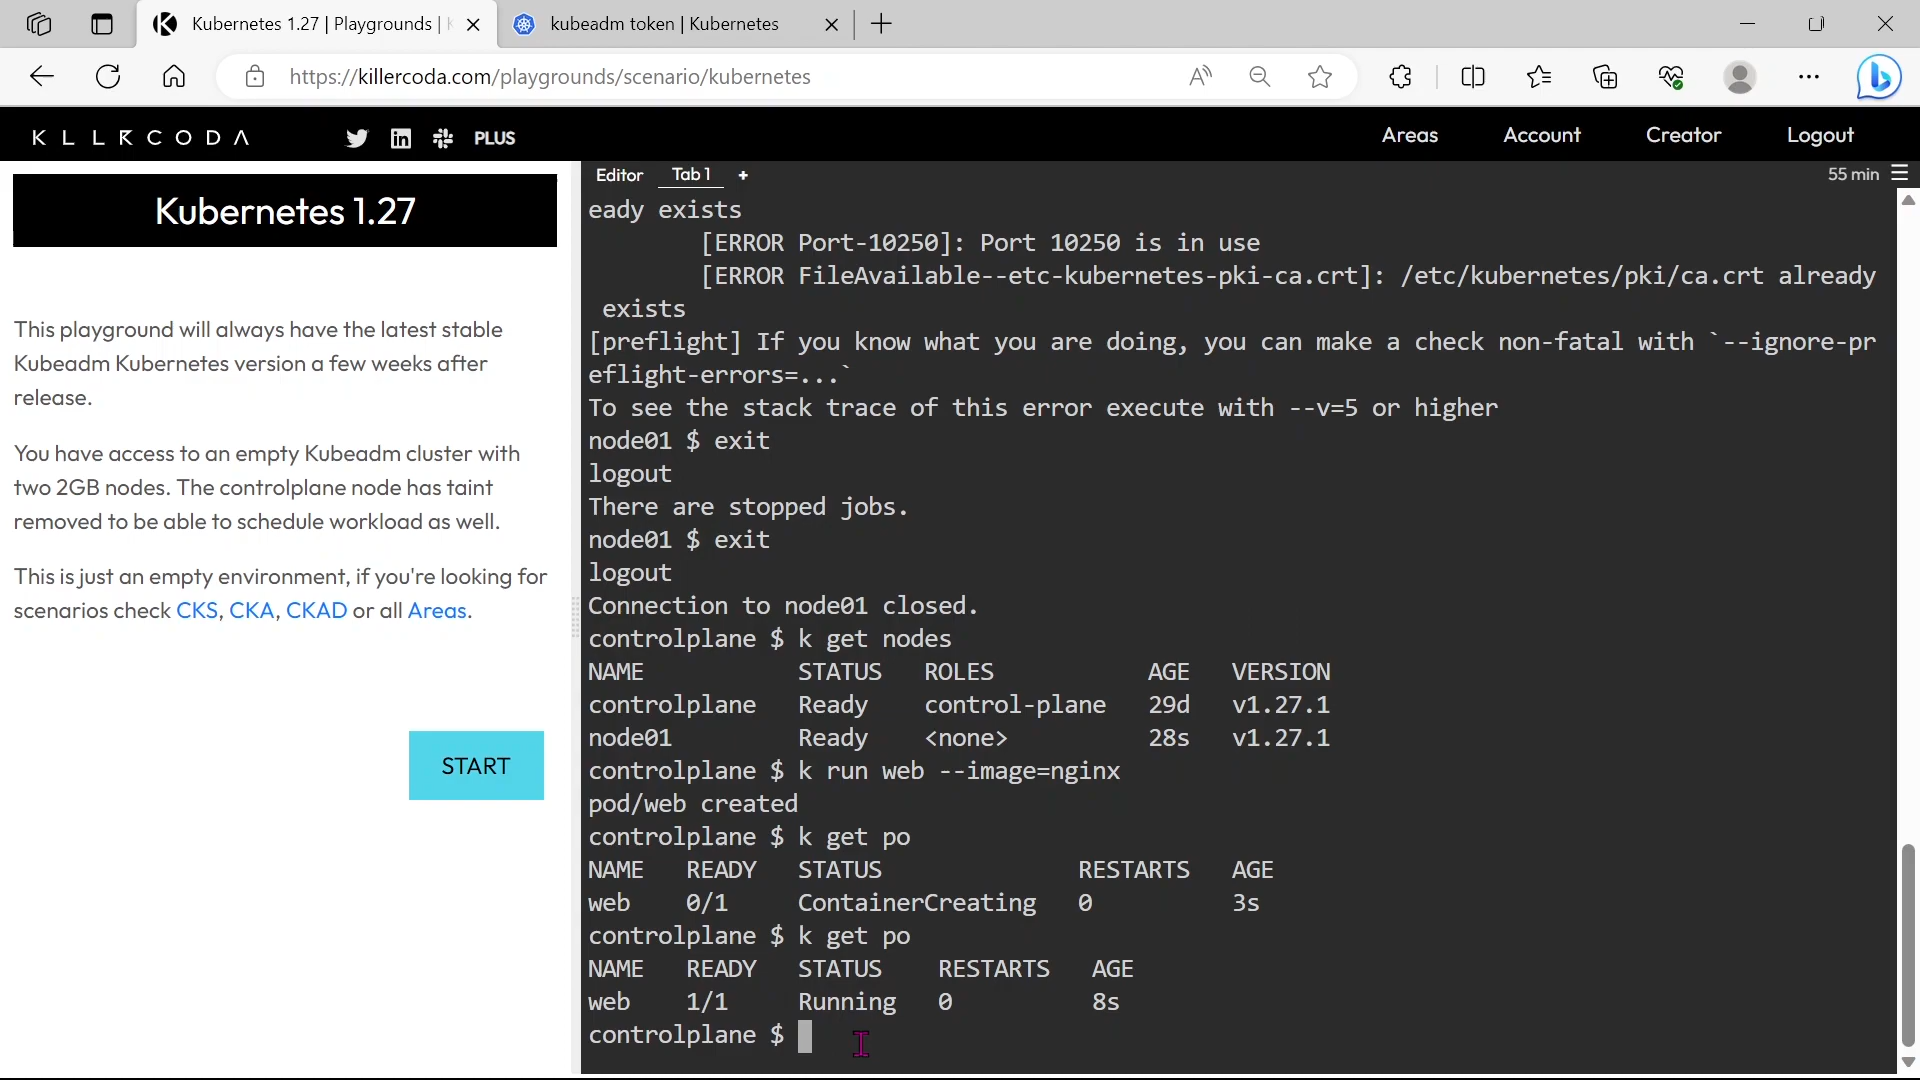 Kubernetes 1.27 | Playgrounds |
kubeadm token | Kubernetes
https://killercoda.com/playgrounds/scenario/kubernetes
KLLRCODA
PLUS
Areas
Account
Creator
Logout
Kubernetes 1.27
This playground will always have the latest stable
Kubeadm Kubernetes version a few weeks after
release.
You have access to an empty Kubeadm cluster with
two 2GB nodes. The controlplane node has taint
removed to be able to schedule workload as well.
This is just an empty environment, if you're looking for
scenarios check CKS, CKA, CKAD or all Areas.
START
Editor
Tab 1
+
55 min
eady exists
[ERROR Port-10250]: Port 10250 is in use
[ERROR FileAvailable--etc-kubernetes-pki-ca.crt]: /etc/kubernetes/pki/ca.crt already
exists
[preflight] If you know what you are doing, you can make a check non-fatal with `--ignore-pr
eflight-errors=...`
To see the stack trace of this error execute with --v=5 or higher
node01 $ exit
logout
There are stopped jobs.
node01 $ exit
logout
Connection to node01 closed.
controlplane $ k get nodes
NAME STATUS ROLES AGE VERSION
controlplane Ready control-plane 29d v1.27.1
node01 Ready <none> 28s v1.27.1
controlplane $ k run web --image=nginx
pod/web created
controlplane $ k get po
NAME READY STATUS RESTARTS AGE
web 0/1 ContainerCreating 0 3s
controlplane $ k get po
NAME READY STATUS RESTARTS AGE
web 1/1 Running 0 8s
controlplane $